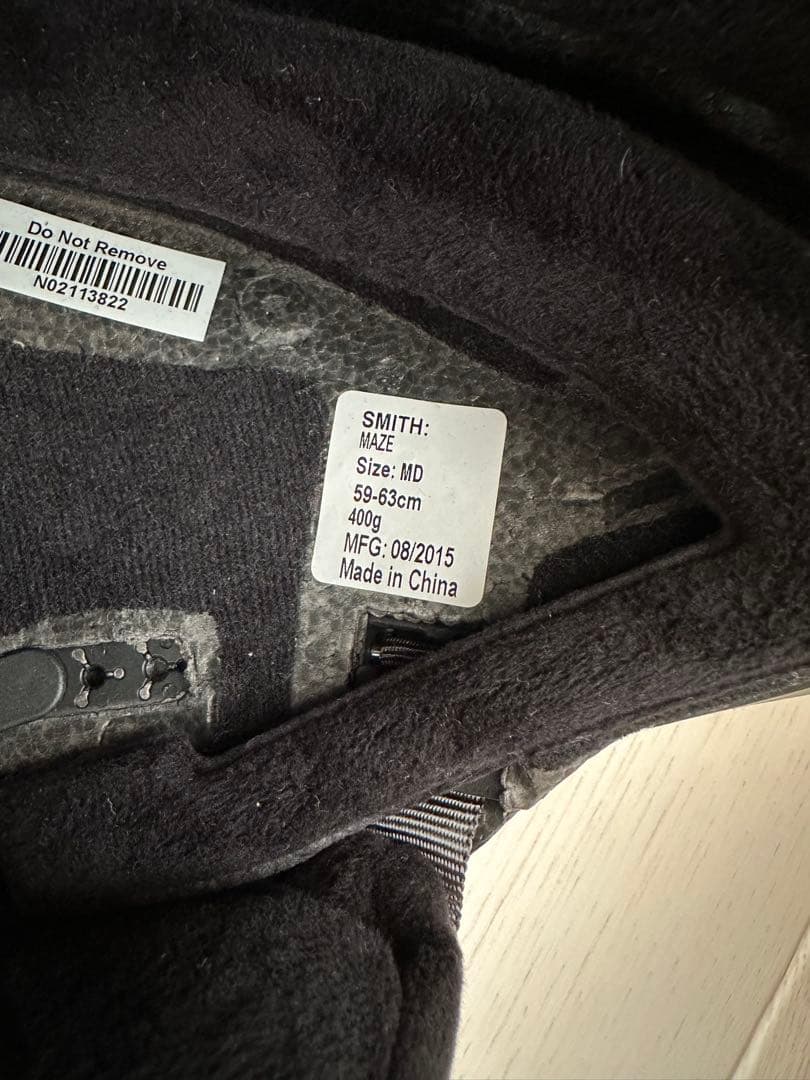 Do Not Remove
N02113822
SMITH:
MAZE
Size: MD
59-63cm
400g
MFG: 08/2015
Made in China